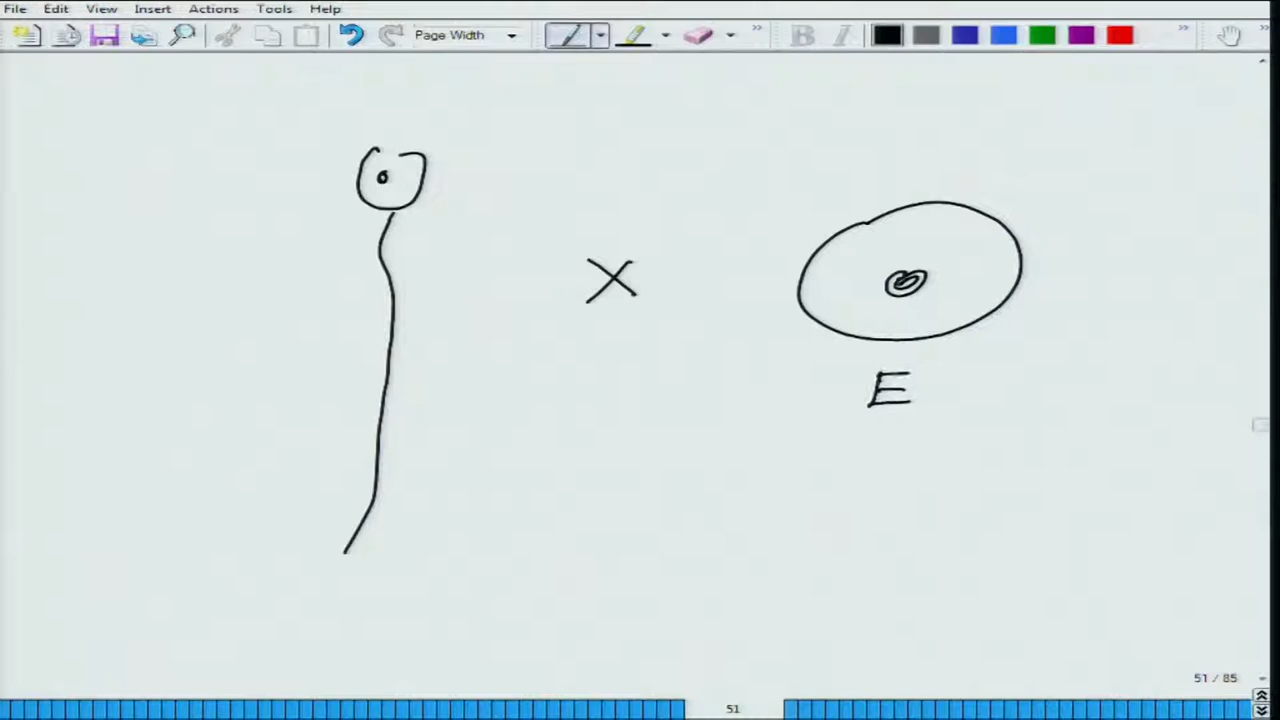 File Edit View Insert Actions Tools Help
Page Width
B I
X
E
51 / 85
51